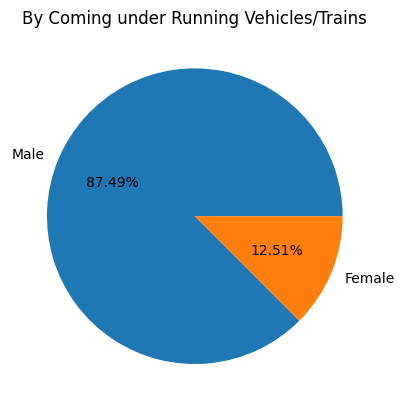 By Coming under Running Vehicles/Trains
Male
87.49%
12.51%
Female